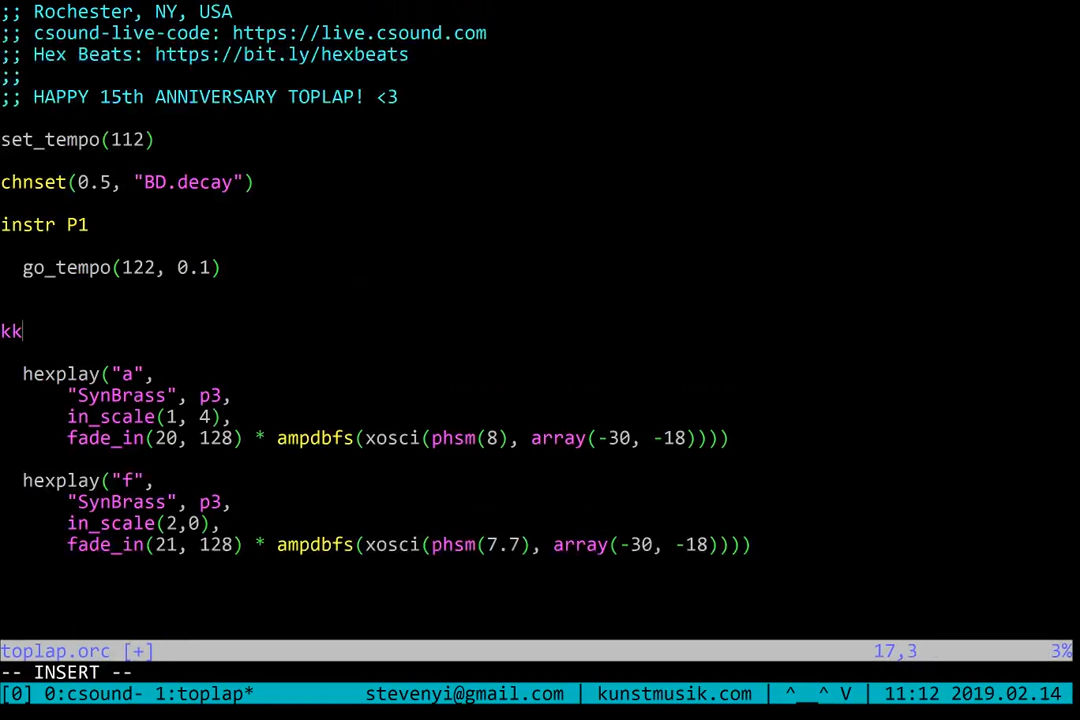 ;; Rochester, NY, USA
;; csound-live-code: https://live.csound.com
;; Hex Beats: https://bit.ly/hexbeats
;;
;; HAPPY 15th ANNIVERSARY TOPLAP! <3
set_tempo(112)
chnset(0.5, "BD.decay")
instr P1
go_tempo(122, 0.1)
kk
hexplay("a",
"SynBrass", p3,
in_scale(1, 4),
fade_in(20, 128) * ampdbfs(xosci(phsm(8), array(-30, -18))))
hexplay("f",
"SynBrass", p3,
in_scale(2,0),
fade_in(21, 128) * ampdbfs(xosci(phsm(7.7), array(-30, -18))))
toplap.orc [+] 17,3 3%
-- INSERT --
[0] 0:csound- 1:toplap* stevenyi@gmail.com | kunstmusik.com | ^__^ V | 11:12 2019.02.14